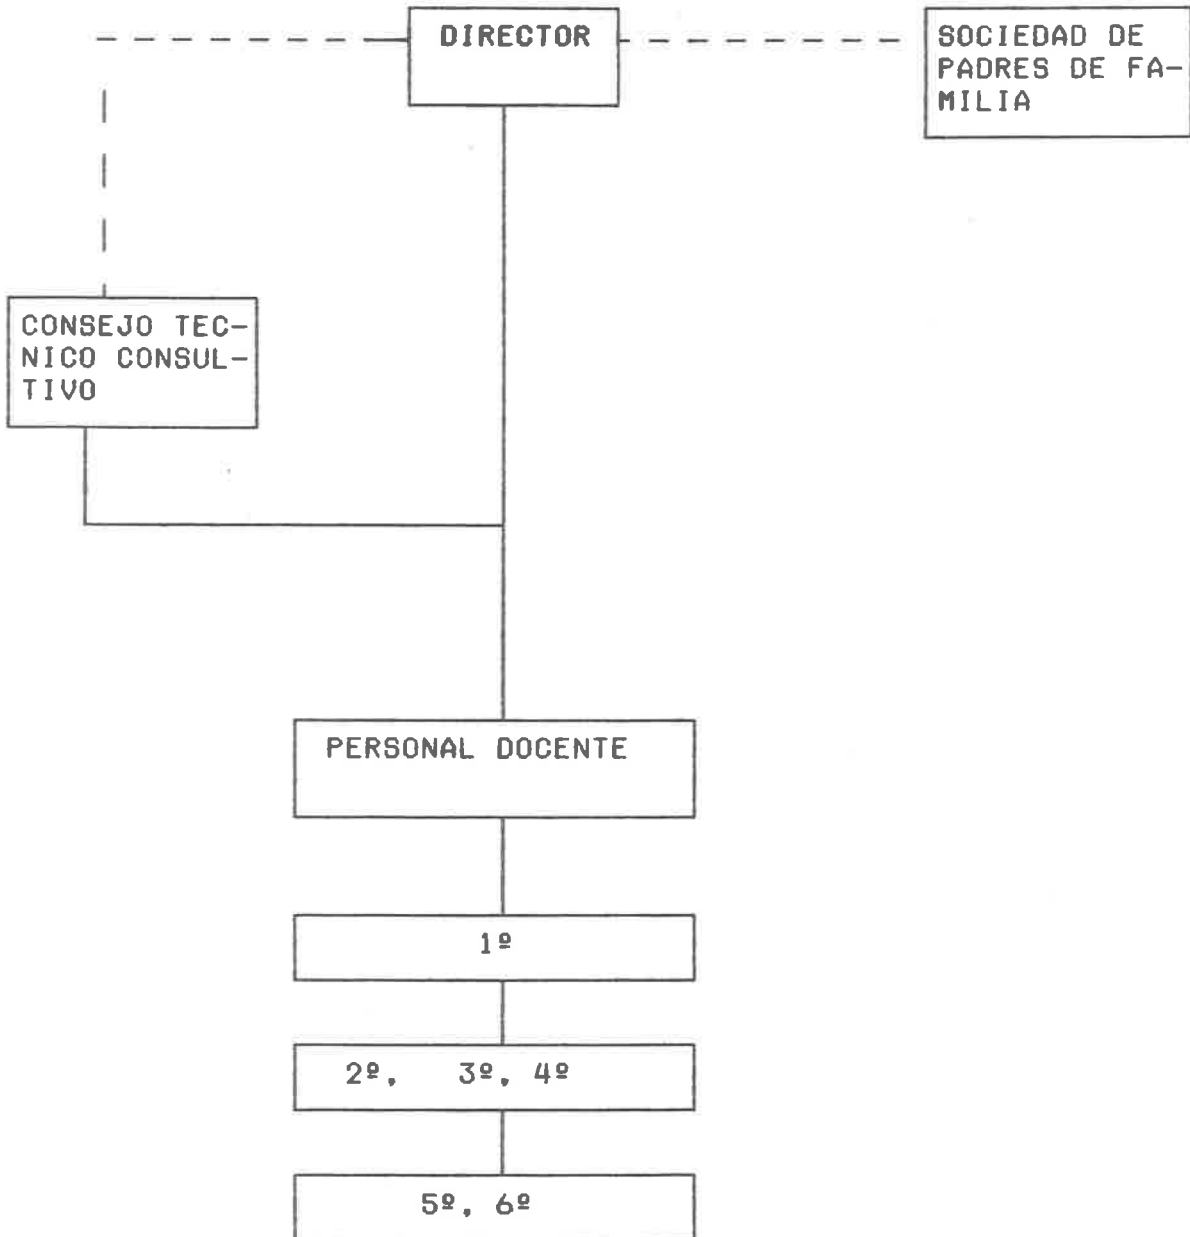 DIRECTOR
SOCIEDAD DE
PADRES DE FA-
MILIA
CONSEJO TEC-
NICO CONSUL-
TIVO
PERSONAL DOCENTE
1º
2º, 3º, 4º
5º, 6º